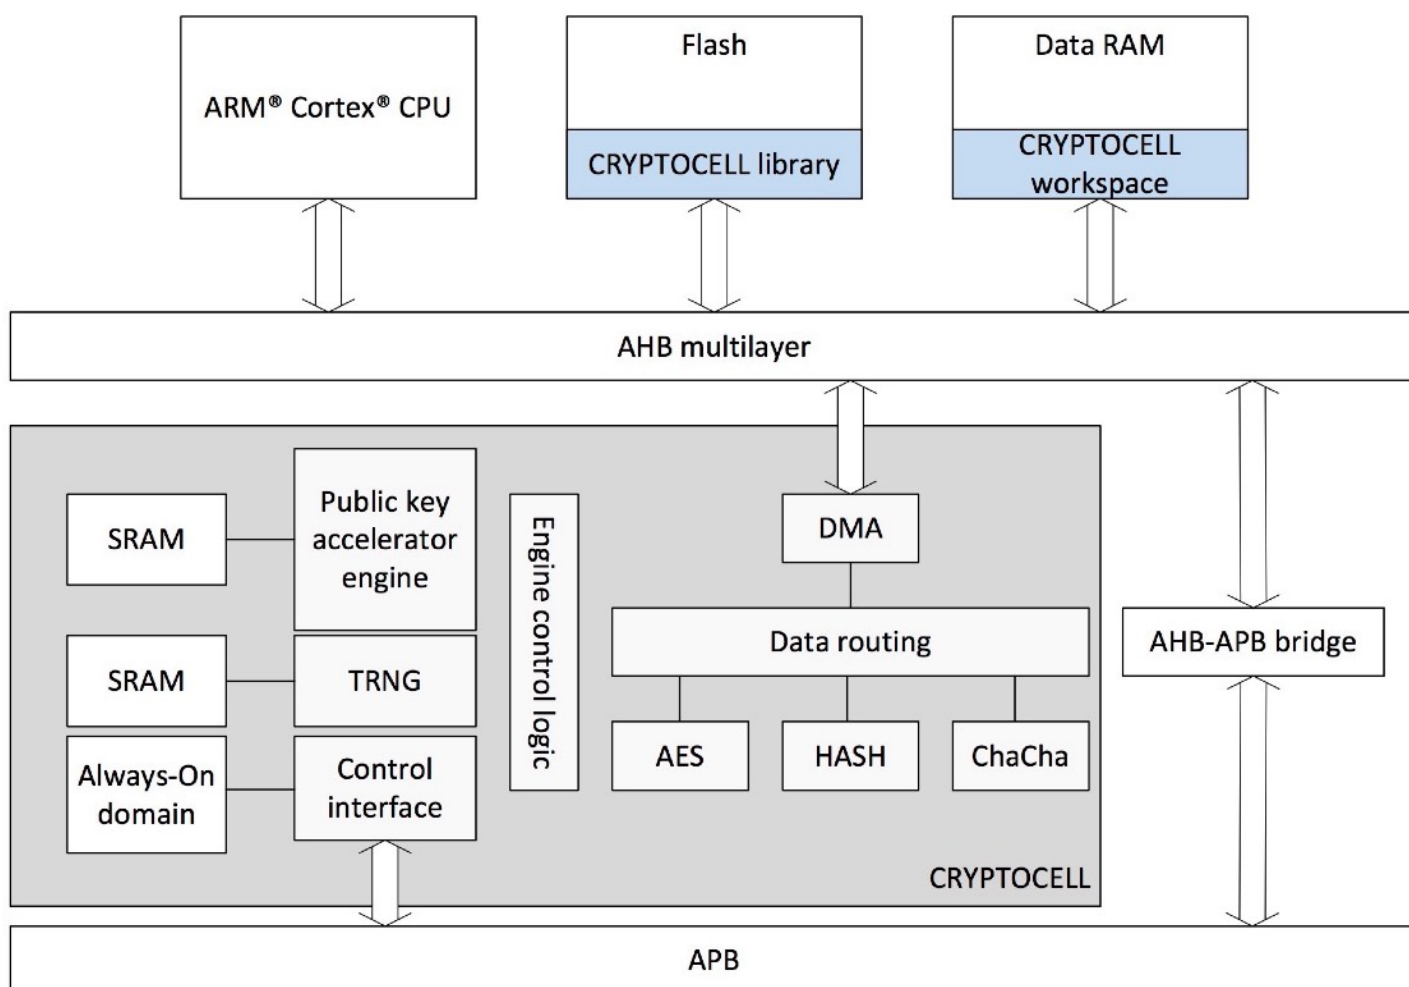 ARM® Cortex® CPU
Flash
CRYPTOCELL library
Data RAM
CRYPTOCELL
workspace
AHB multilayer
SRAM
Public key
accelerator
engine
SRAM
TRNG
Always-On
domain
Control
interface
Engine control logic
DMA
Data routing
AES
HASH
ChaCha
CRYPTOCELL
AHB-APB bridge
APB